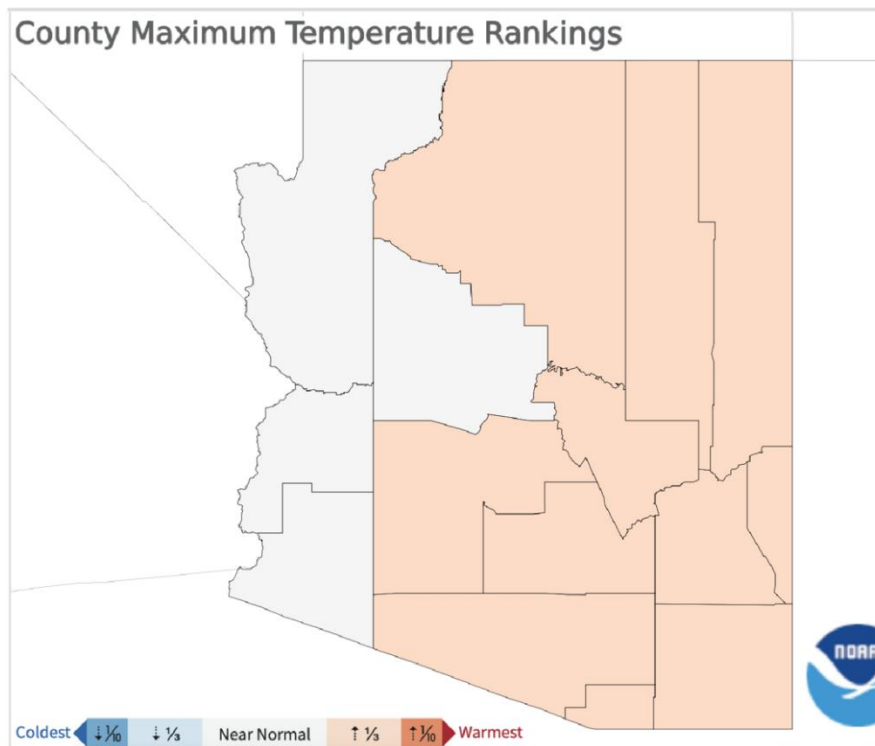 County Maximum Temperature Rankings
NOAA
Coldest ↓ ⅒ ↓ ⅓ Near Normal ↑ ⅓ ↑ ⅒ Warmest